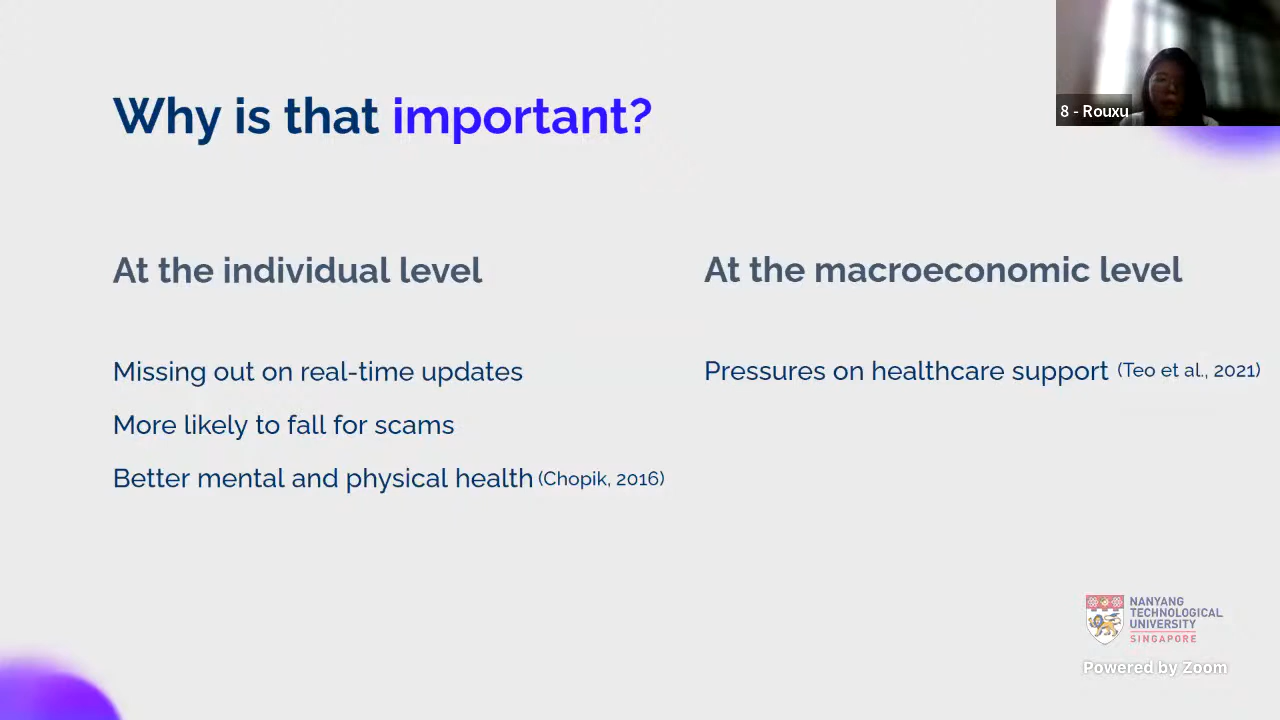 8 - Rouxu
Why is that important?
At the individual level
Missing out on real-time updates
More likely to fall for scams
Better mental and physical health (Chopik, 2016)
At the macroeconomic level
Pressures on healthcare support (Teo et al., 2021)
NANYANG
TECHNOLOGICAL
UNIVERSITY
SINGAPORE
Powered by Zoom